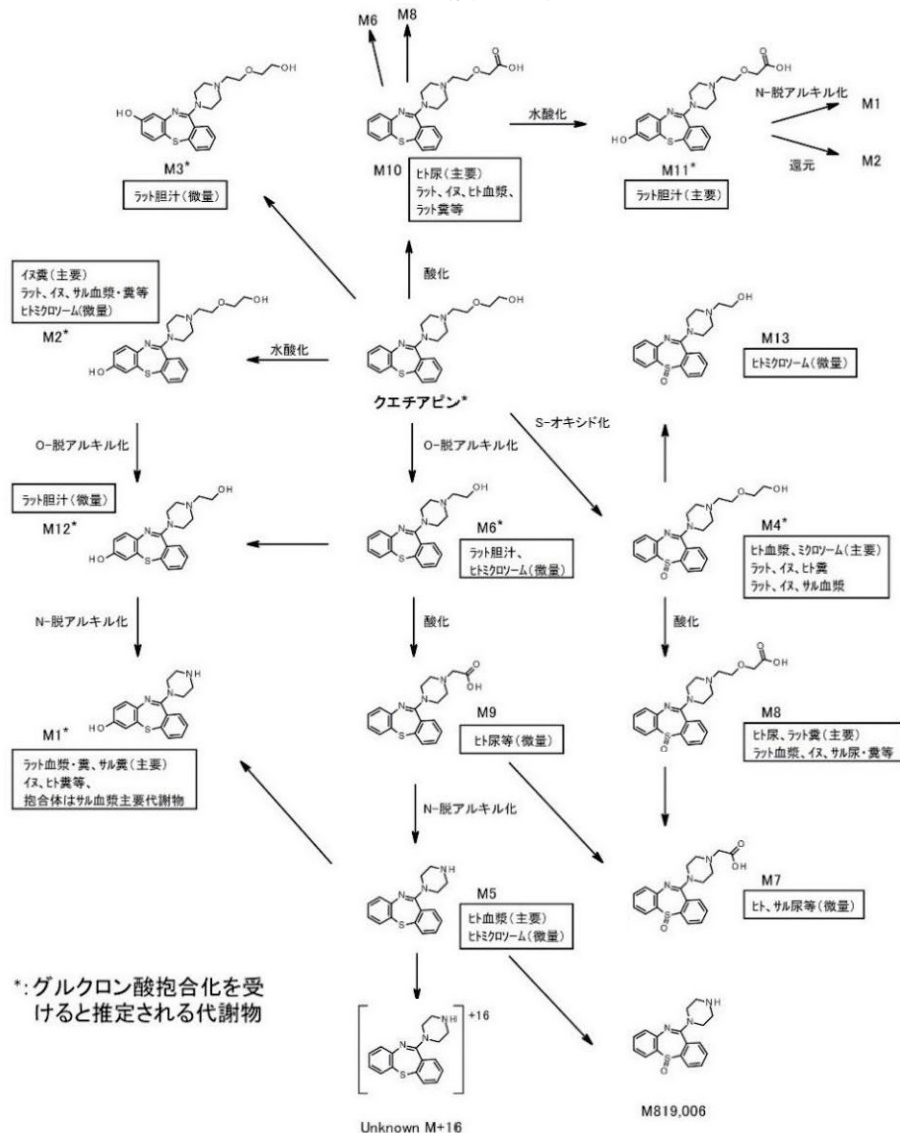 M6
M8
水酸化
N-脱アルキル化
M1
還元
M2
M3*
ラット胆汁(微量)
M10
ヒト尿(主要)
ラット、イヌ、ヒト血漿、
ラット糞等
M11*
ラット胆汁(主要)
酸化
イヌ糞(主要)
ラット、イヌ、サル血漿・糞等
ヒトミクロソーム(微量)
M2*
水酸化
クエチアピン*
S-オキシド化
M13
ヒトミクロソーム(微量)
O-脱アルキル化
O-脱アルキル化
ラット胆汁(微量)
M12*
M6*
ラット胆汁、
ヒトミクロソーム(微量)
M4*
ヒト血漿、ミクロソーム(主要)
ラット、イヌ、ヒト糞
ラット、イヌ、サル血漿
N-脱アルキル化
酸化
酸化
M1*
ラット血漿・糞、サル糞(主要)
イヌ、ヒト糞等、
抱合体はサル血漿主要代謝物
M9
ヒト尿等(微量)
M8
ヒト尿、ラット糞(主要)
ラット血漿、イヌ、サル尿・糞等
N-脱アルキル化
M5
ヒト血漿(主要)
ヒトミクロソーム(微量)
M7
ヒト、サル尿等(微量)
*:グルクロン酸抱合化を受
けると推定される代謝物
+16
Unknown M+16
M819,006